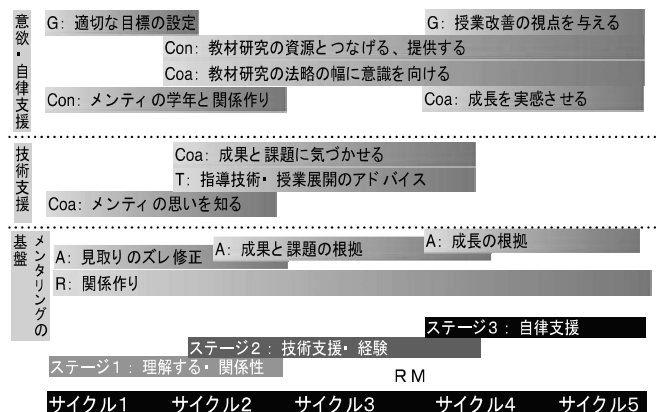 意欲・自律支援
G: 適切な目標の設定
G: 授業改善の視点を与える
Con: 教材研究の資源とつなげる、提供する
Coa: 教材研究の法略の幅に意識を向ける
Con: メンティの学年と関係作り
Coa: 成長を実感させる
技術支援
Coa: 成果と課題に気づかせる
T: 指導技術・授業展開のアドバイス
Coa: メンティの思いを知る
メンタリングの基盤
A: 見取りのズレ修正
A: 成果と課題の根拠
A: 成長の根拠
R: 関係作り
ステージ3：自律支援
ステージ2：技術支援・経験
ステージ1：理解する・関係性
RM
サイクル1 サイクル2 サイクル3 サイクル4 サイクル5